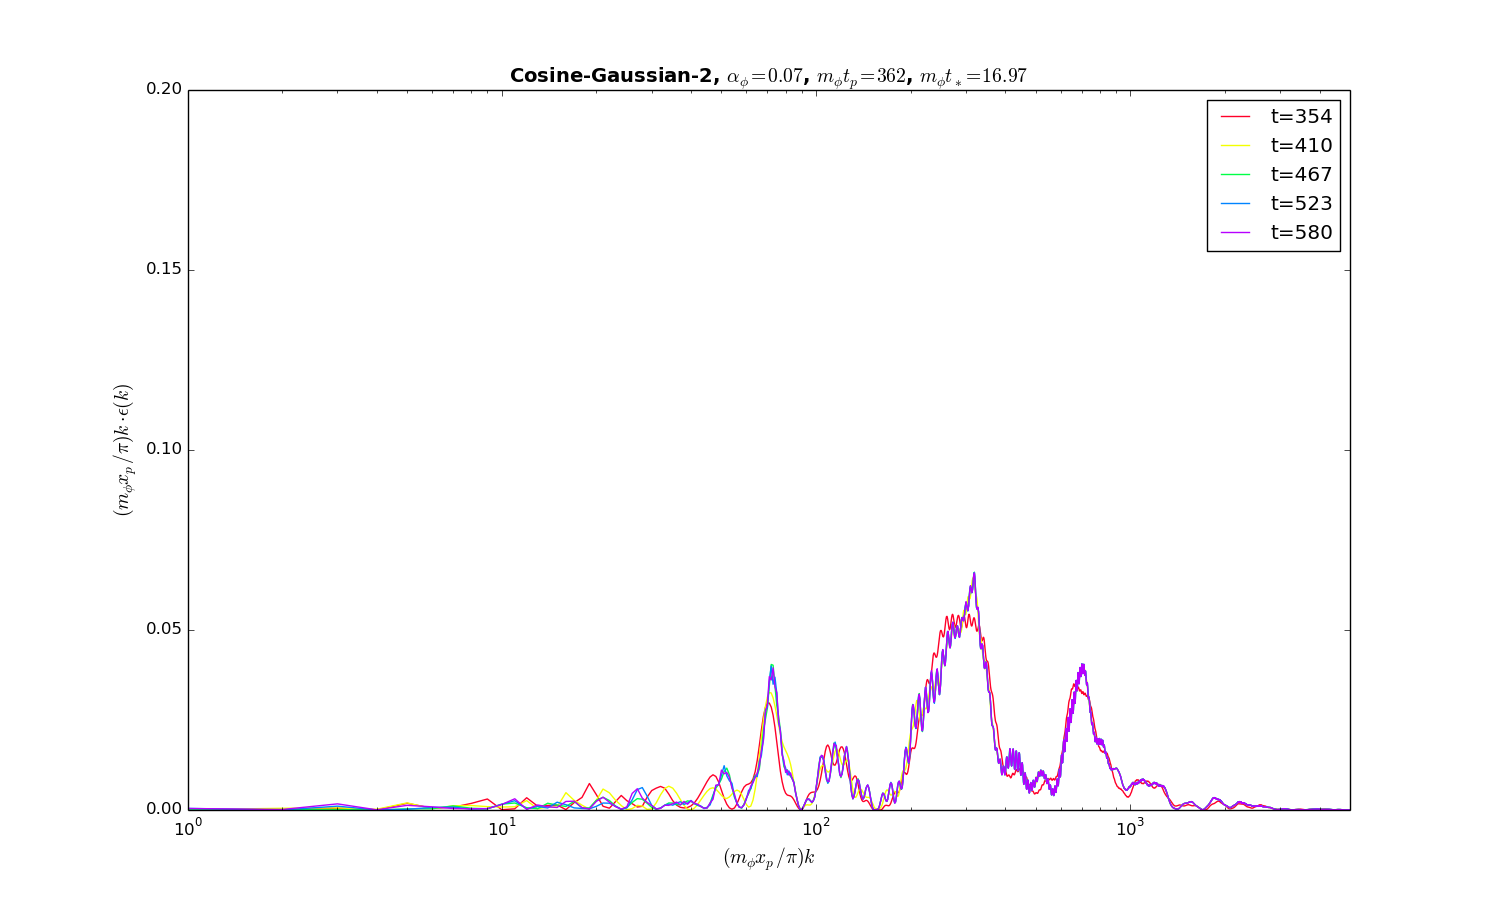 Cosine-Gaussian-2, α_ϕ=0.07, m_ϕt_p=362, m_ϕt_*=16.97
0.20
t=354
t=410
t=467
t=523
t=580
0.15
0.10
(m_ϕx_p/π)k·ϵ(k)
0.05
0.00
10^0
10^1
10^2
10^3
(m_ϕx_p/π)k